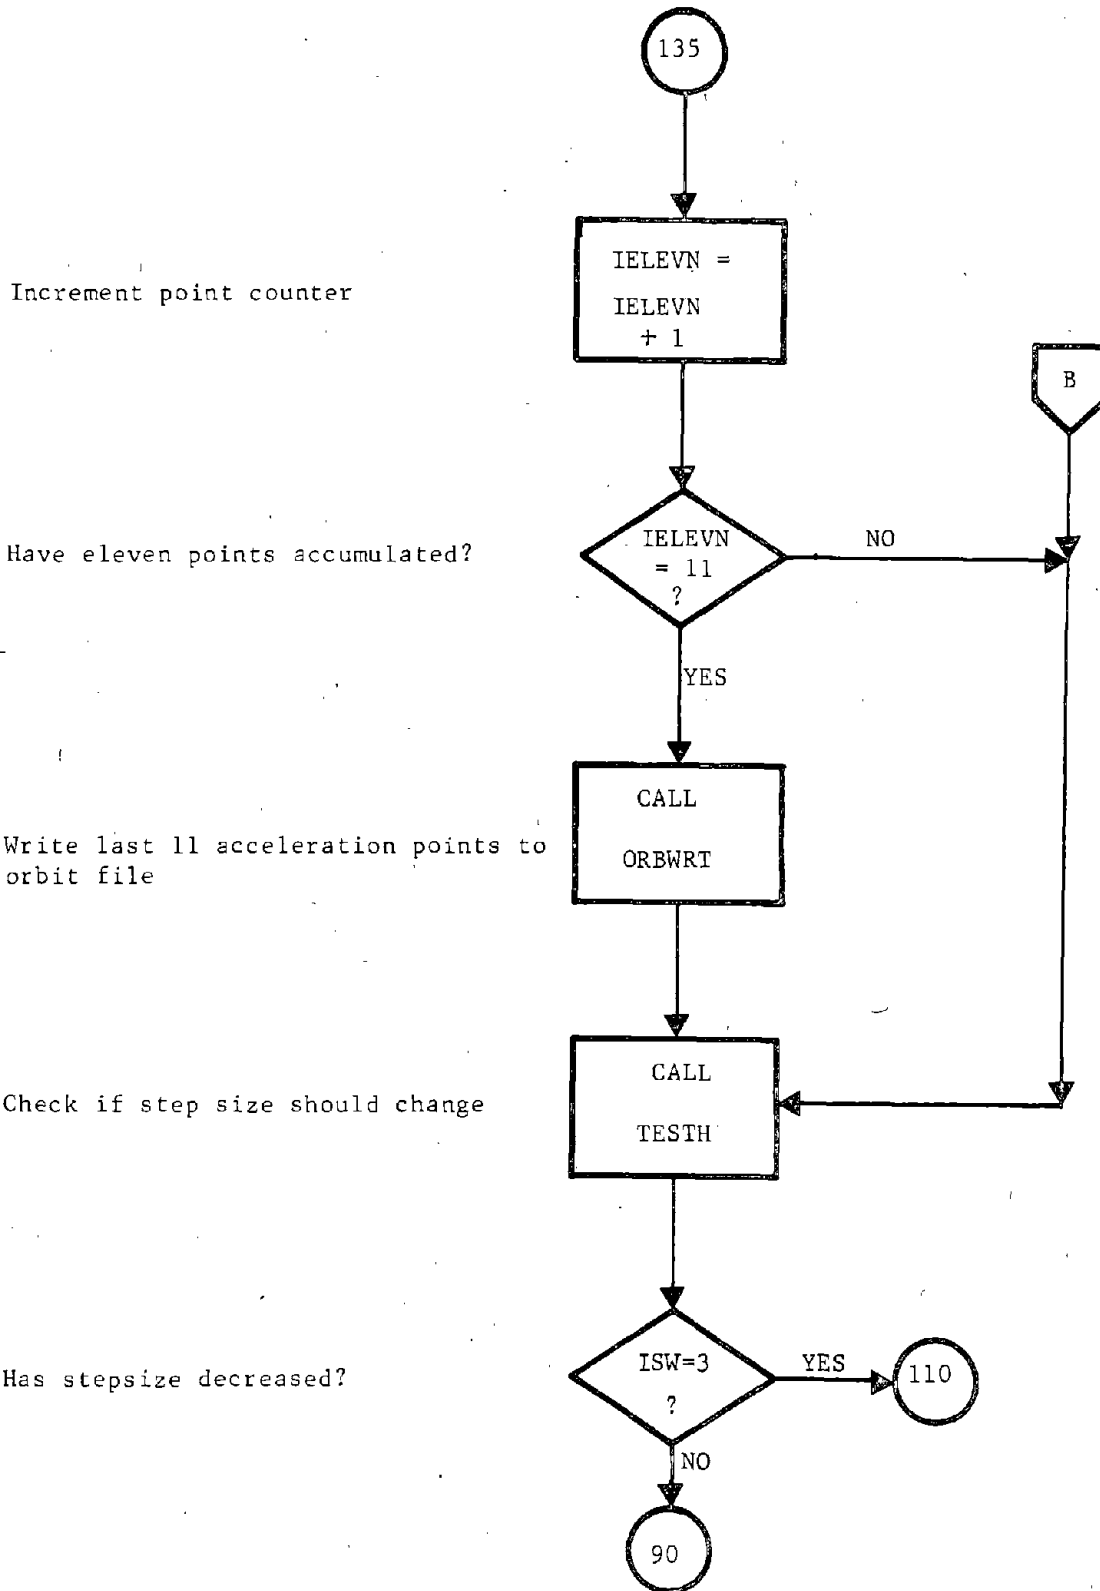 135
IELEVN =
IELEVN
+ 1
Increment point counter
B
IELEVN
= 11
?
NO
Have eleven points accumulated?
YES
CALL
ORBWRT
Write last 11 acceleration points to
orbit file
CALL
TESTH
Check if step size should change
ISW=3
?
YES
110
Has stepsize decreased?
NO
90